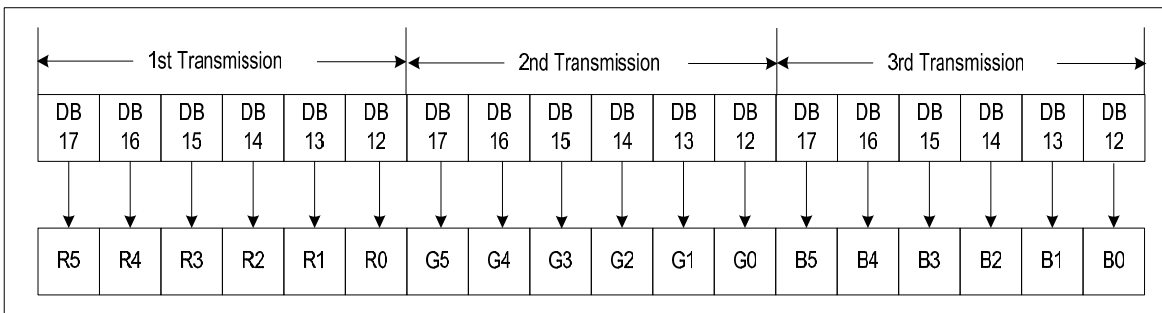 1st Transmission 2nd Transmission 3rd Transmission
DB DB DB DB DB DB DB DB DB DB DB DB DB DB DB DB DB DB
17 16 15 14 13 12 17 16 15 14 13 12 17 16 15 14 13 12
R5 R4 R3 R2 R1 R0 G5 G4 G3 G2 G1 G0 B5 B4 B3 B2 B1 B0